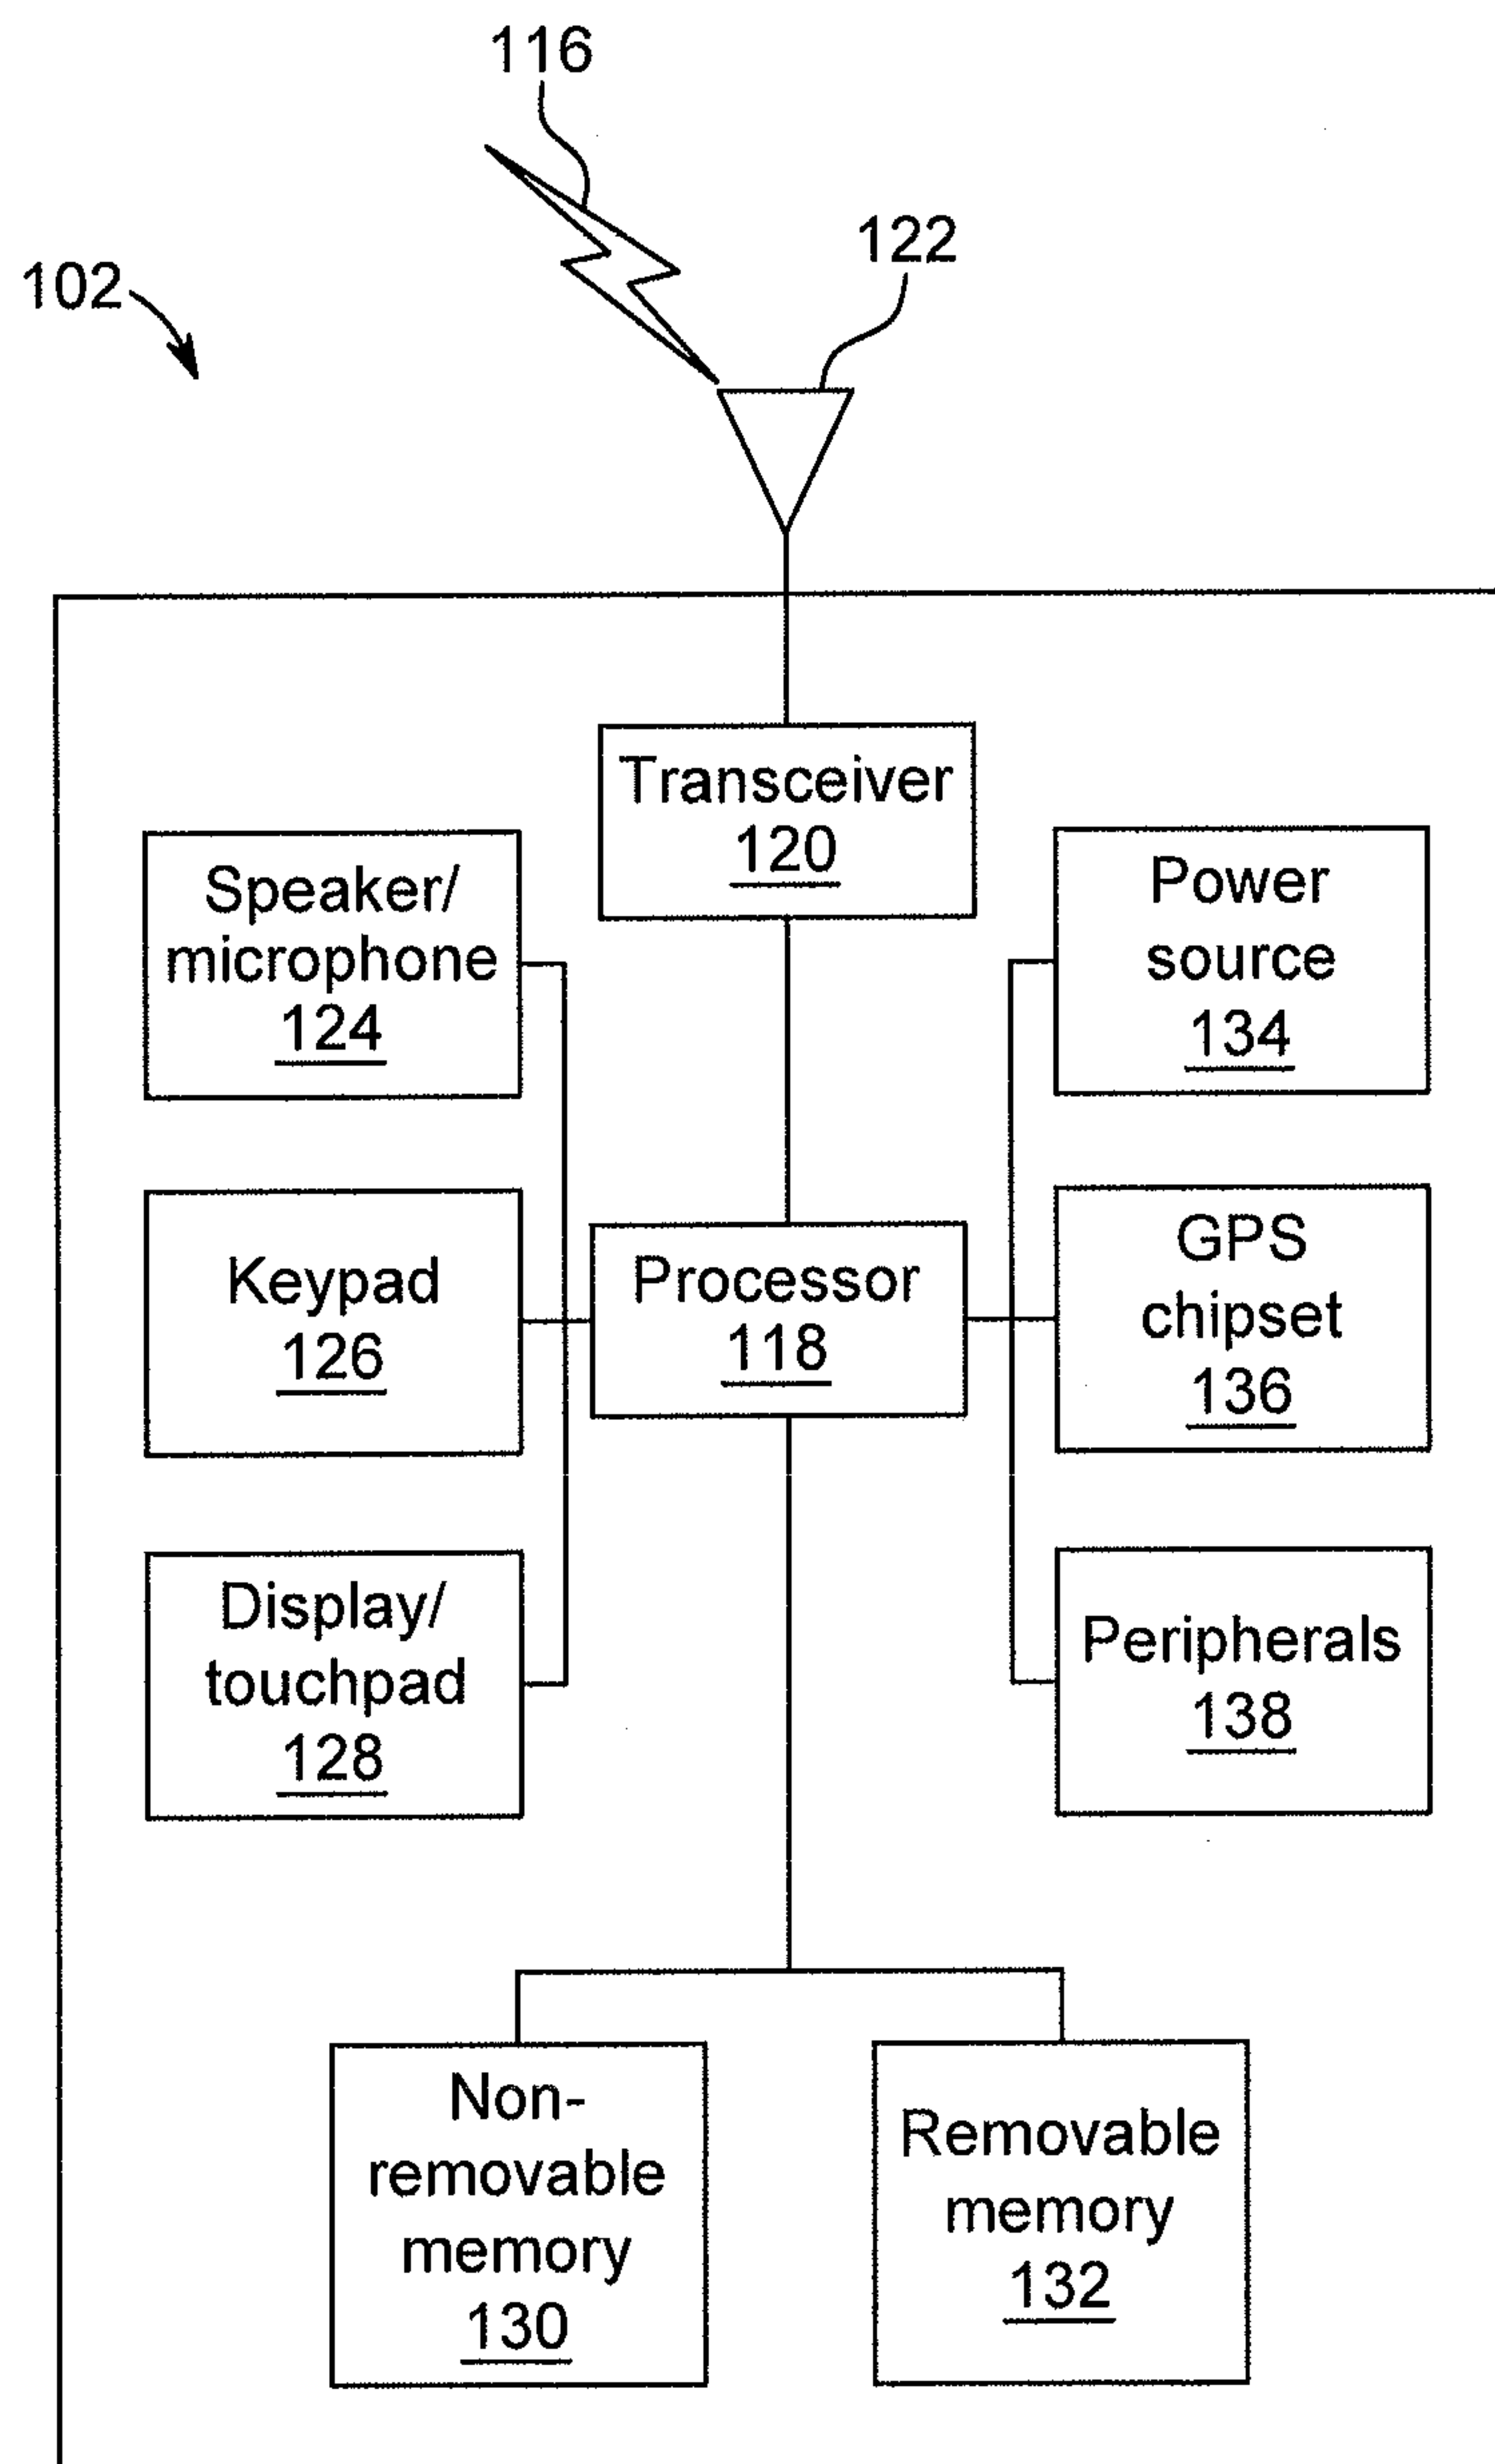 116
122
102
Transceiver
120
Speaker/
microphone
124
Power
source
134
Keypad
126
Processor
118
GPS
chipset
136
Display/
touchpad
128
Peripherals
138
Non-
removable
memory
130
Removable
memory
132